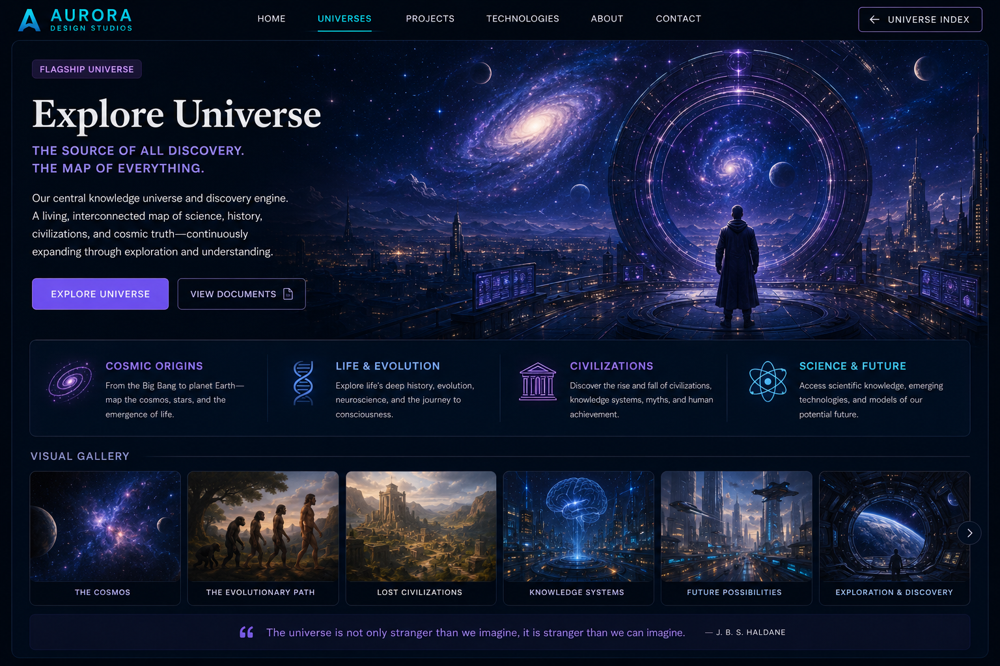 AURORA
DESIGN STUDIOS
HOME
UNIVERSES
PROJECTS
TECHNOLOGIES
ABOUT
CONTACT
UNIVERSE INDEX
FLAGSHIP UNIVERSE
Explore Universe
THE SOURCE OF ALL DISCOVERY.
THE MAP OF EVERYTHING.
Our central knowledge universe and discovery engine.
A living, interconnected map of science, history,
civilizations, and cosmic truth—continuously
expanding through exploration and understanding.
EXPLORE UNIVERSE
VIEW DOCUMENTS
COSMIC ORIGINS
From the Big Bang to planet Earth—
map the cosmos, stars, and the
emergence of life.
LIFE & EVOLUTION
Explore life's deep history, evolution,
neuroscience, and the journey to
consciousness.
CIVILIZATIONS
Discover the rise and fall of civilizations,
knowledge systems, myths, and human
achievement.
SCIENCE & FUTURE
Access scientific knowledge, emerging
technologies, and models of our
potential future.
VISUAL GALLERY
THE COSMOS
THE EVOLUTIONARY PATH
LOST CIVILIZATIONS
KNOWLEDGE SYSTEMS
FUTURE POSSIBILITIES
EXPLORATION & DISCOVERY
“ The universe is not only stranger than we imagine, it is stranger than we can imagine. — J. B. S. HALDANE